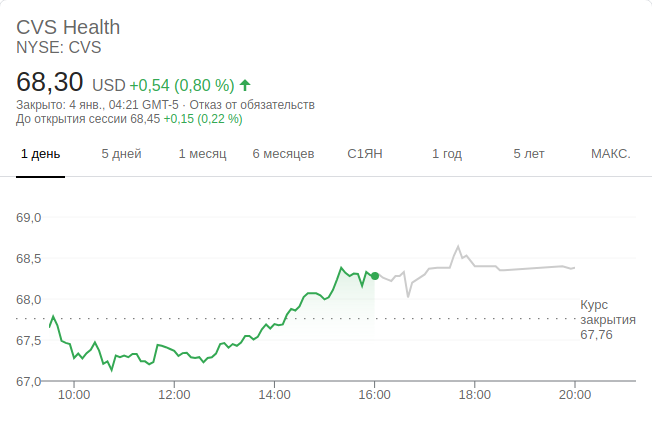 CVS Health
NYSE: CVS
68,30 USD +0,54 (0,80 %)
Закрыто: 4 янв., 04:21 GMT-5 · Отказ от обязательств
До открытия сессии 68,45 +0,15 (0,22 %)
1 день 5 дней 1 месяц 6 месяцев С1ЯН 1 год 5 лет МАКС.
69,0
68,5
68,0
67,5
67,0
Курс
закрытия
67,76
10:00 12:00 14:00 16:00 18:00 20:00